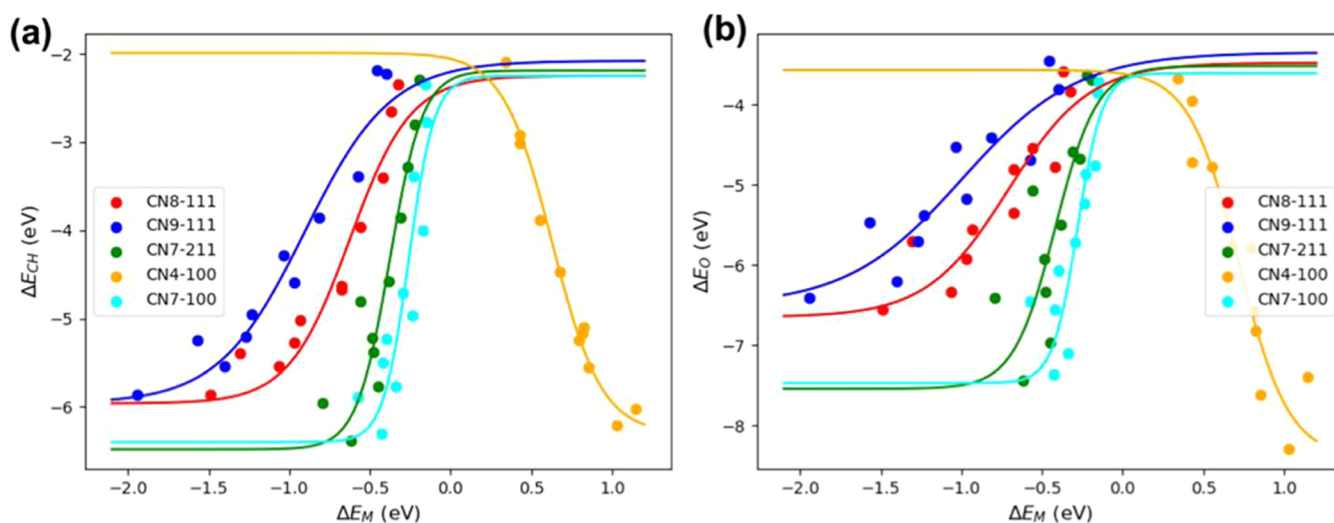 (a)
−2
−3
−4
−5
−6
ΔE_CH (eV)
CN8-111
CN9-111
CN7-211
CN4-100
CN7-100
−2.0 −1.5 −1.0 −0.5 0.0 0.5 1.0
ΔE_M (eV)
(b)
−4
−5
−6
−7
−8
ΔE_O (eV)
CN8-111
CN9-111
CN7-211
CN4-100
CN7-100
−2.0 −1.5 −1.0 −0.5 0.0 0.5 1.0
ΔE_M (eV)